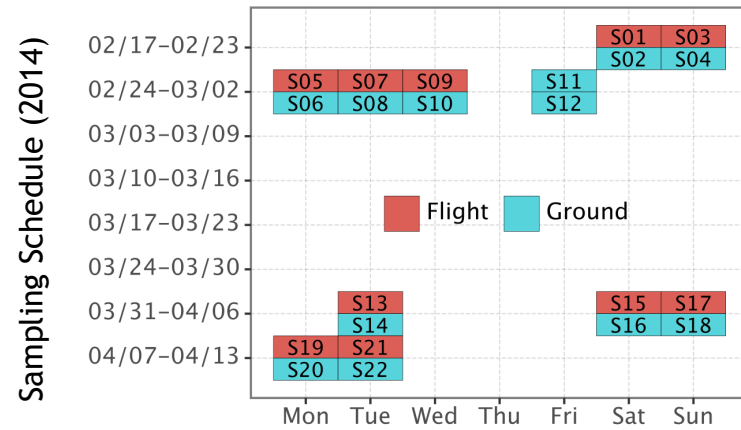 Sampling Schedule (2014)
02/17–02/23
S01 S03
S02 S04
02/24–03/02
S05 S07 S09 S11
S06 S08 S10 S12
03/03–03/09
03/10–03/16
03/17–03/23
Flight Ground
03/24–03/30
03/31–04/06
S13 S15 S17
S14 S16 S18
04/07–04/13
S19 S21
S20 S22
Mon Tue Wed Thu Fri Sat Sun